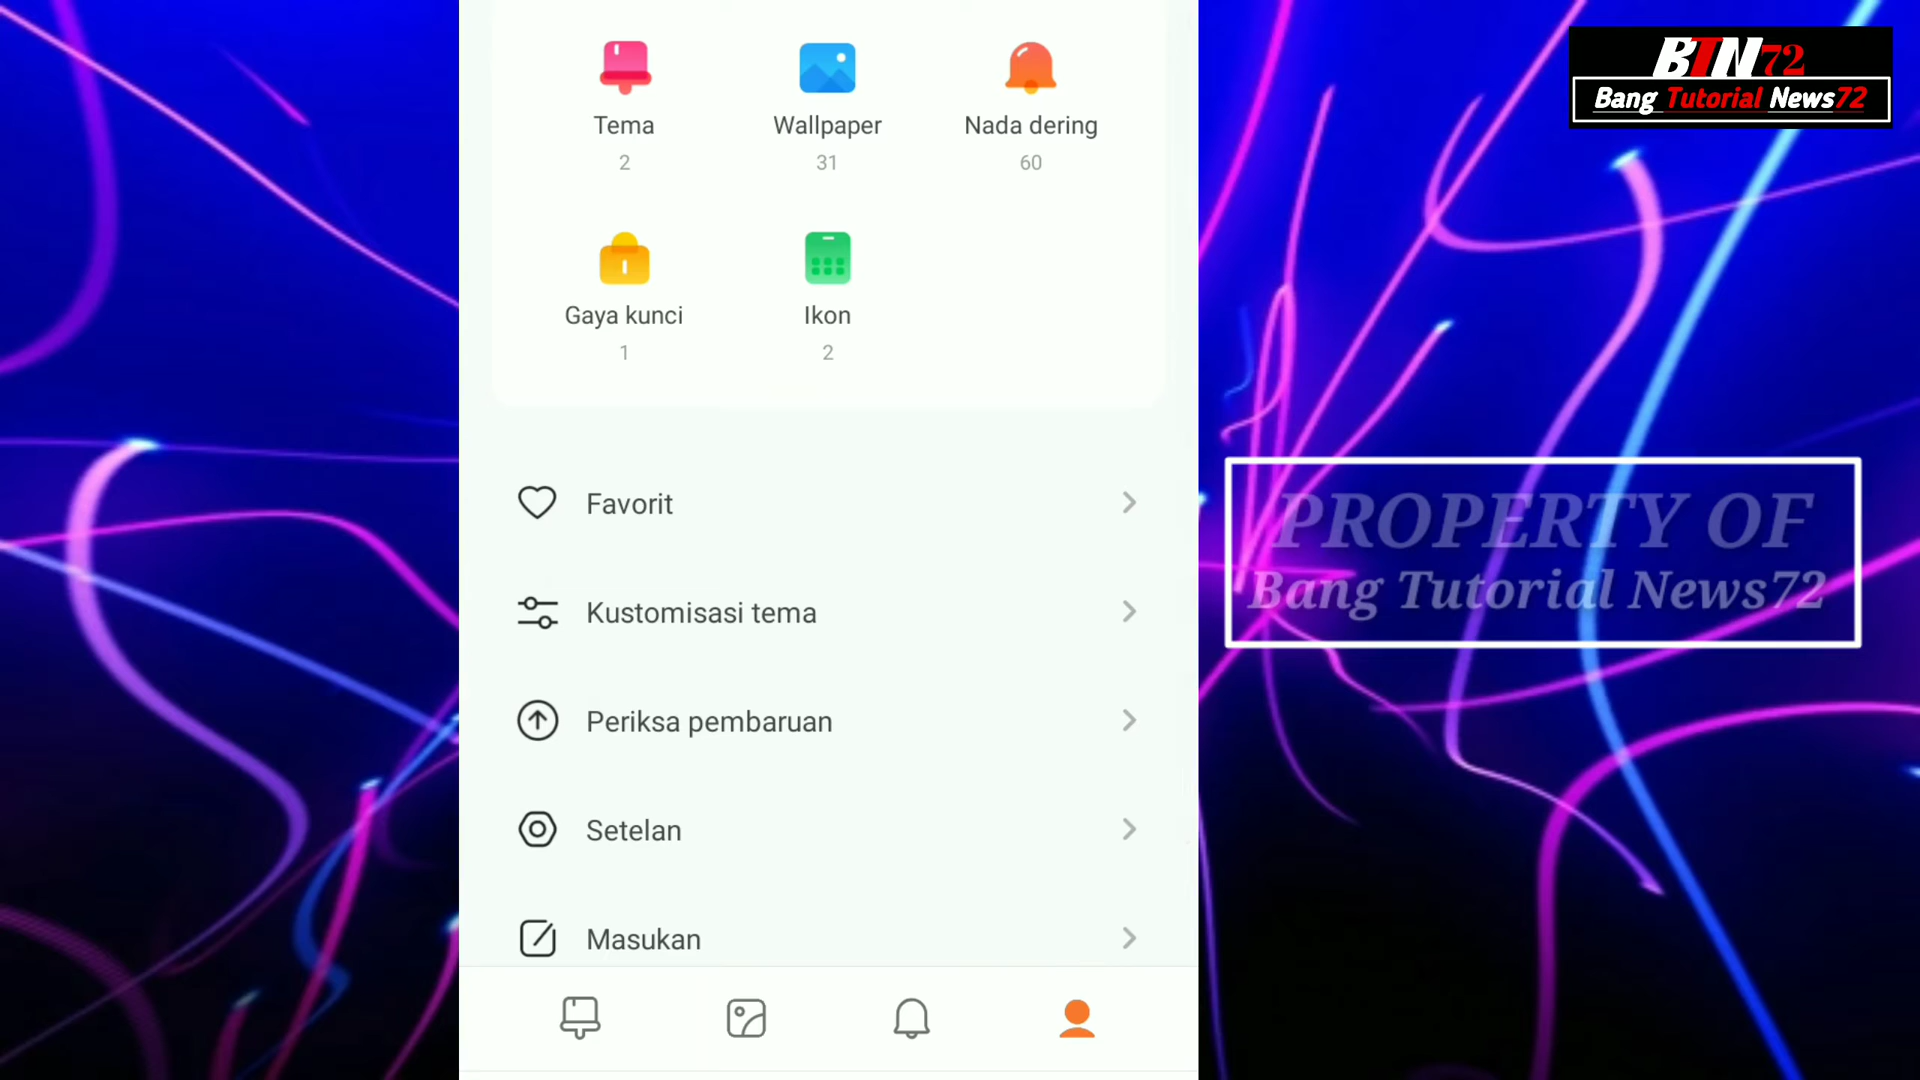 BTN72
Bang Tutorial News72
Tema
2
Wallpaper
31
Nada dering
60
Gaya kunci
1
Ikon
2
Favorit
Kustomisasi tema
Periksa pembaruan
Setelan
Masukan
PROPERTY OF
Bang Tutorial News72